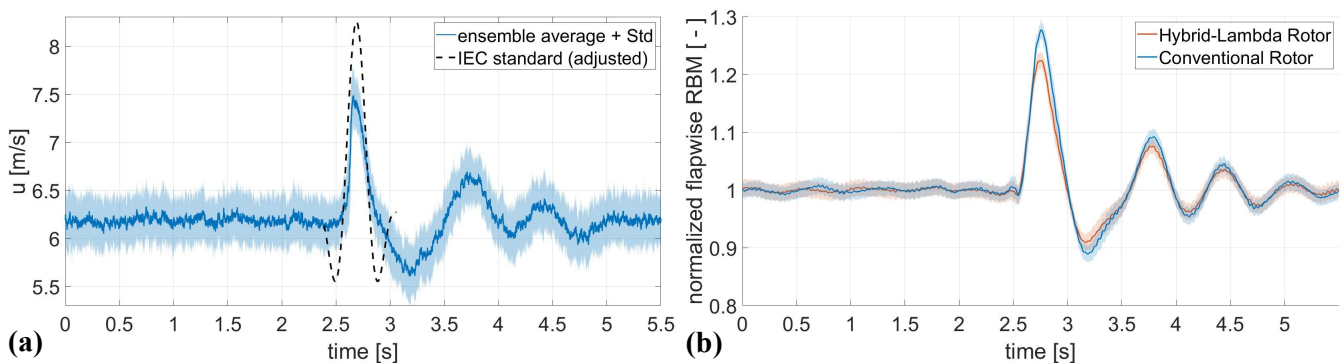 ensemble average + Std
IEC standard (adjusted)
8
7.5
7
6.5
6
5.5
u [m/s]
0 0.5 1 1.5 2 2.5 3 3.5 4 4.5 5 5.5
time [s]
(a)
Hybrid-Lambda Rotor
Conventional Rotor
1.3
1.2
1.10
1
0.9
0.8
normalized flapwise RBM [ - ]
0 0.5 1 1.5 2 2.5 3 3.5 4 4.5 5
time [s]
(b)